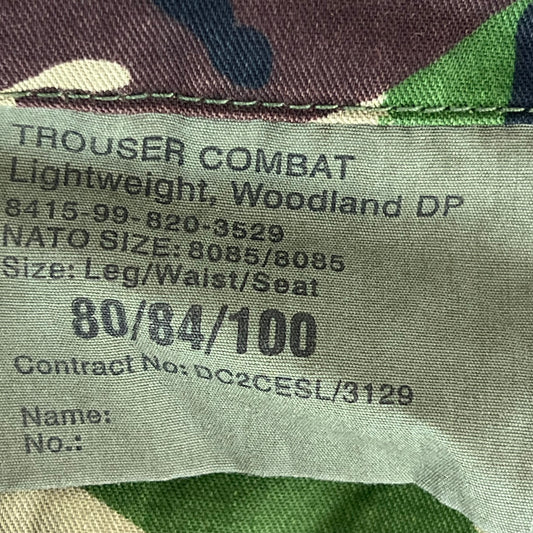 TROUSER COMBAT
Lightweight, Woodland DP
8415-99-820-3529
NATO SIZE: 8085/8085
Size: Leg/Waist/Seat
80/84/100
Contract No: DC2CESL/3129
Name:
No.: